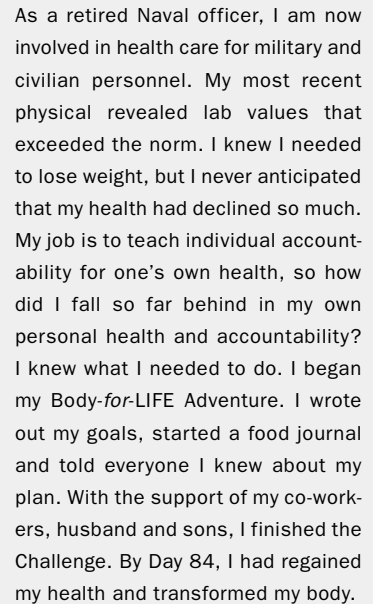 As a retired Naval officer, I am now
involved in health care for military and
civilian personnel. My most recent
physical revealed lab values that
exceeded the norm. I knew I needed
to lose weight, but I never anticipated
that my health had declined so much.
My job is to teach individual account-
ability for one’s own health, so how
did I fall so far behind in my own
personal health and accountability?
I knew what I needed to do. I began
my Body-for-LIFE Adventure. I wrote
out my goals, started a food journal
and told everyone I knew about my
plan. With the support of my co-work-
ers, husband and sons, I finished the
Challenge. By Day 84, I had regained
my health and transformed my body.